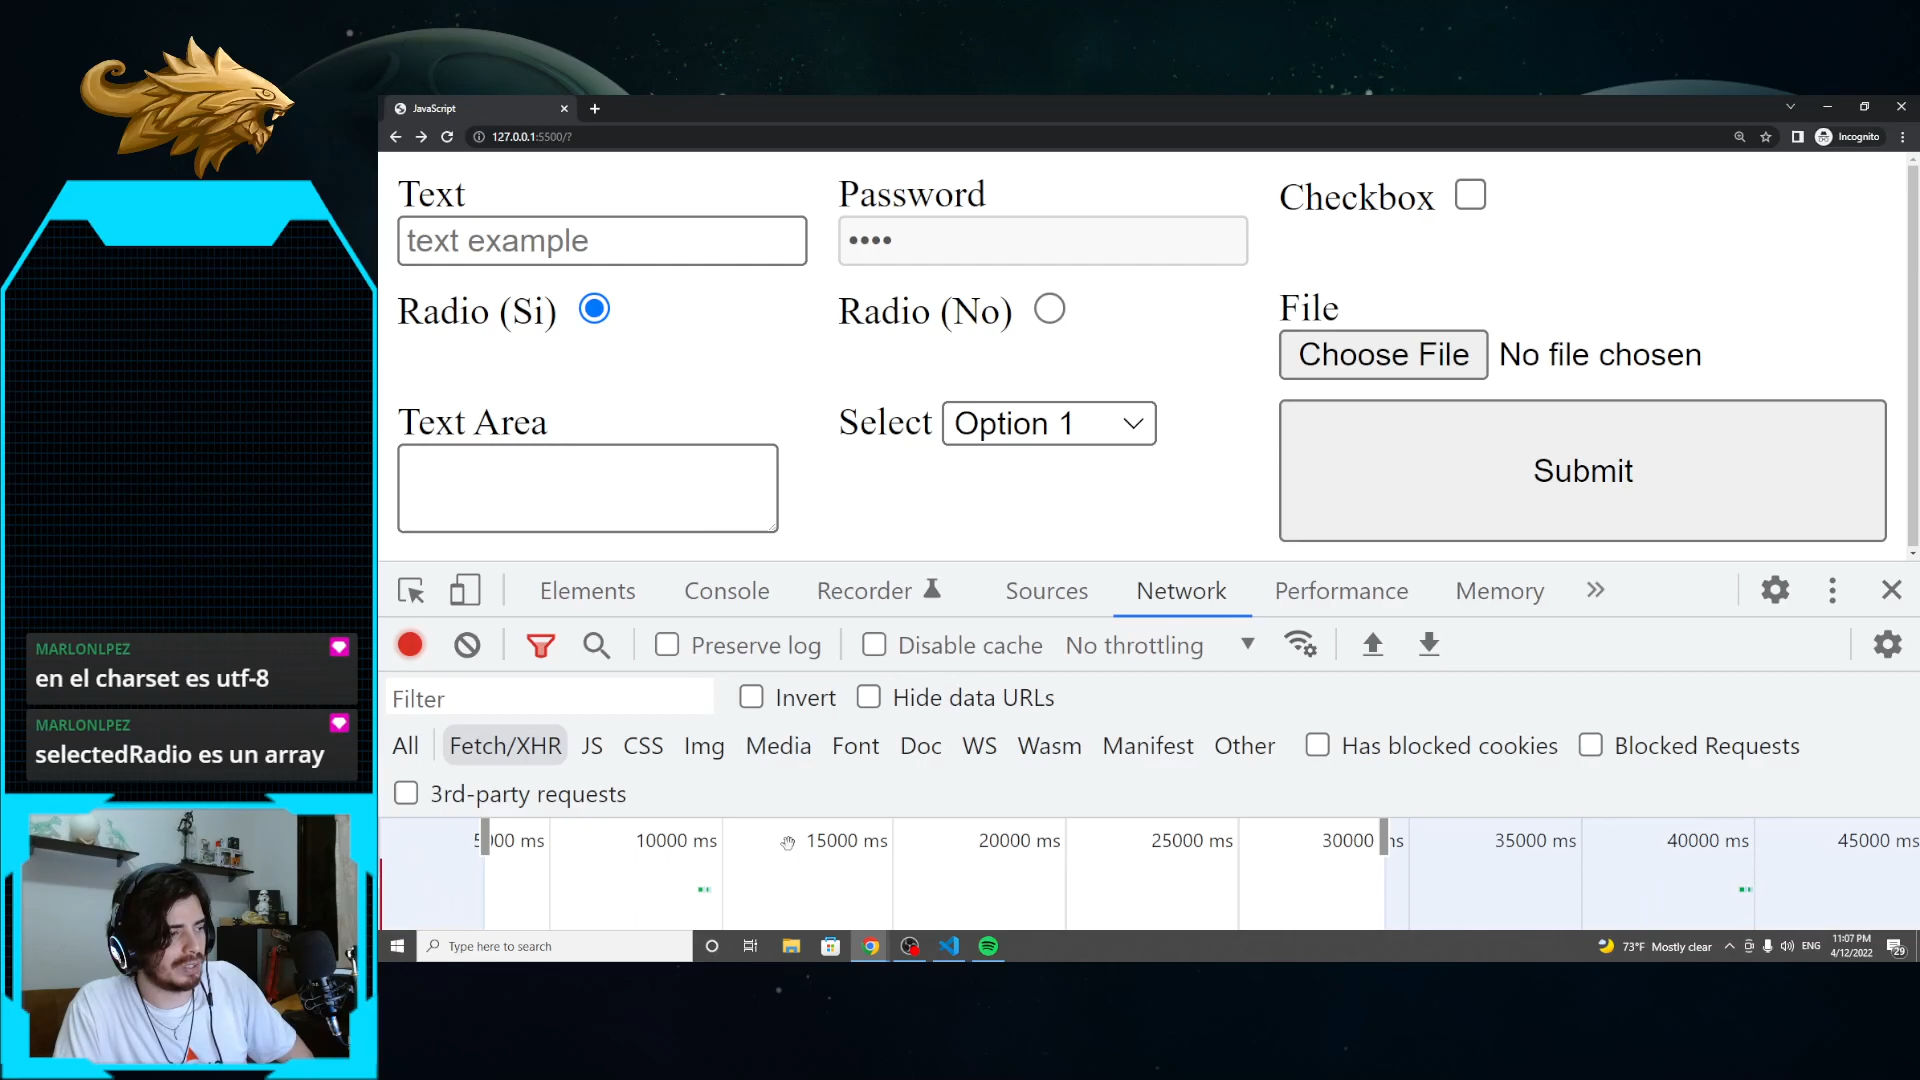 JavaScript
127.0.0.1:5500/?
Incognito
Text
Password
Checkbox
text example
••••
Radio (Si)
Radio (No)
File
Choose File
No file chosen
Text Area
Select
Option 1
Submit
Elements
Console
Recorder
Sources
Network
Performance
Memory
Preserve log
Disable cache
No throttling
Filter
Invert
Hide data URLs
All
Fetch/XHR
JS
CSS
Img
Media
Font
Doc
WS
Wasm
Manifest
Other
Has blocked cookies
Blocked Requests
3rd-party requests
MARLONLPEZ
en el charset es utf-8
MARLONLPEZ
selectedRadio es un array
10000 ms
15000 ms
20000 ms
25000 ms
30000
35000 ms
40000 ms
45000 ms
Type here to search
73°F Mostly clear
ENG
11:07 PM
4/12/2022
29